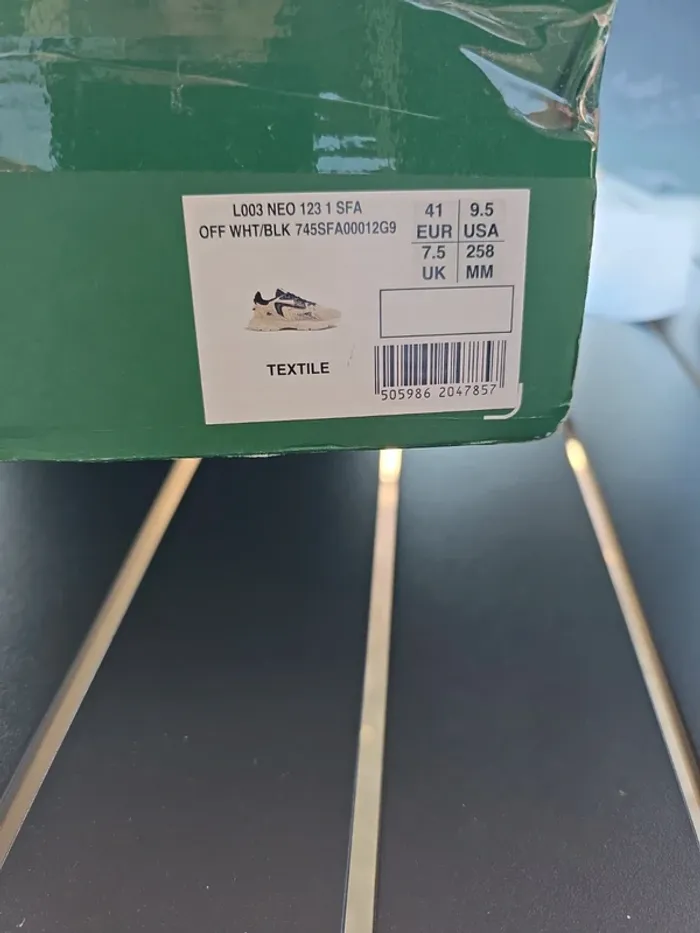 L003 NEO 123 1 SFA
OFF WHT/BLK 745SFA00012G9
41 EUR
9.5 USA
7.5 UK
258 MM
TEXTILE
505986 2047857